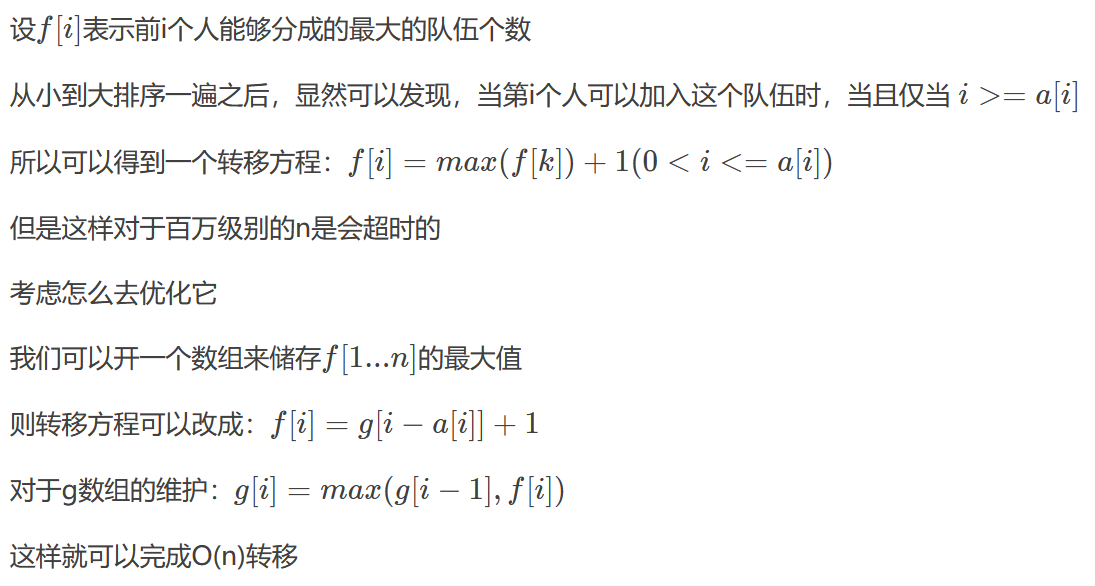 设f[i]表示前i个人能够分成的最大的队伍个数
从小到大排序一遍之后，显然可以发现，当第i个人可以加入这个队伍时，当且仅当 i >= a[i]
所以可以得到一个转移方程：f[i] = max(f[k]) + 1(0 < i <= a[i])
但是这样对于百万级别的n是会超时的
考虑怎么去优化它
我们可以开一个数组来储存f[1...n]的最大值
则转移方程可以改成：f[i] = g[i − a[i]] + 1
对于g数组的维护：g[i] = max(g[i − 1], f[i])
这样就可以完成O(n)转移